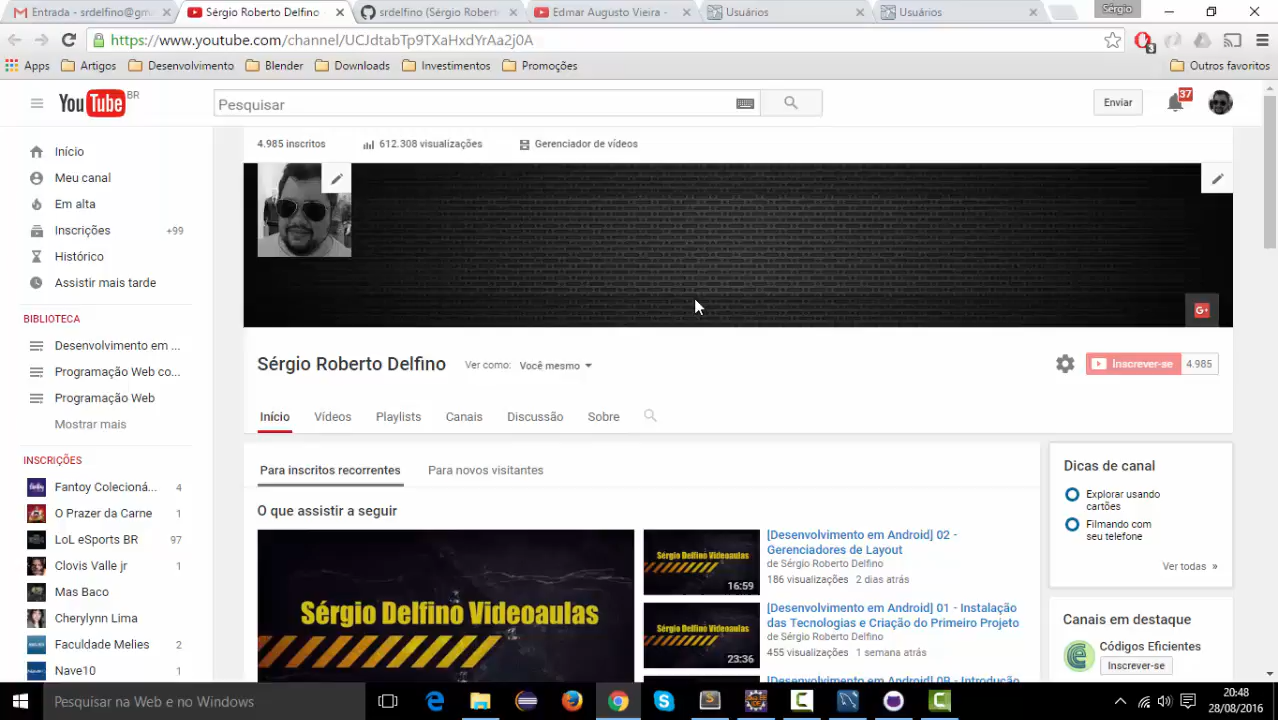 Entrada - srdelfino@gm
Sérgio Roberto Delfino
srdelfino (Sérgio Robert
Edmar Augusto Vieira -
Usuários
Usuários
Sérgio
https://www.youtube.com/channel/UCJdtabTp9TXaHxdYrAa2j0A
3
Apps
Artigos
Desenvolvimento
Blender
Downloads
Investimentos
Promoções
Outros favoritos
YouTube BR
Pesquisar
Enviar
37
4.985 inscritos
612.308 visualizações
Gerenciador de vídeos
Início
Meu canal
Em alta
Inscrições +99
Histórico
Assistir mais tarde
BIBLIOTECA
Desenvolvimento em ...
Programação Web co...
Programação Web
Mostrar mais
INSCRIÇÕES
Fantoy Colecioná... 4
O Prazer da Carne 1
LoL eSports BR 97
Clovis Valle jr 1
Mas Baco
Cherylynn Lima
Faculdade Melies 2
Nave10
G+
Sérgio Roberto Delfino
Ver como: Você mesmo
Inscrever-se 4.985
Início
Vídeos
Playlists
Canais
Discussão
Sobre
Para inscritos recorrentes
Para novos visitantes
O que assistir a seguir
Sérgio Delfino Videoaulas
Sérgio Delfino Videoaulas
16:59
[Desenvolvimento em Android] 02 -
Gerenciadores de Layout
de Sérgio Roberto Delfino
186 visualizações 2 dias atrás
Sérgio Delfino Videoaulas
23:36
[Desenvolvimento em Android] 01 - Instalação
das Tecnologias e Criação do Primeiro Projeto
de Sérgio Roberto Delfino
455 visualizações 1 semana atrás
Dicas de canal
Explorar usando
cartões
Filmando com
seu telefone
Ver todas »
Canais em destaque
Códigos Eficientes
Inscrever-se
Pesquisar na Web e no Windows
20:48
28/08/2016